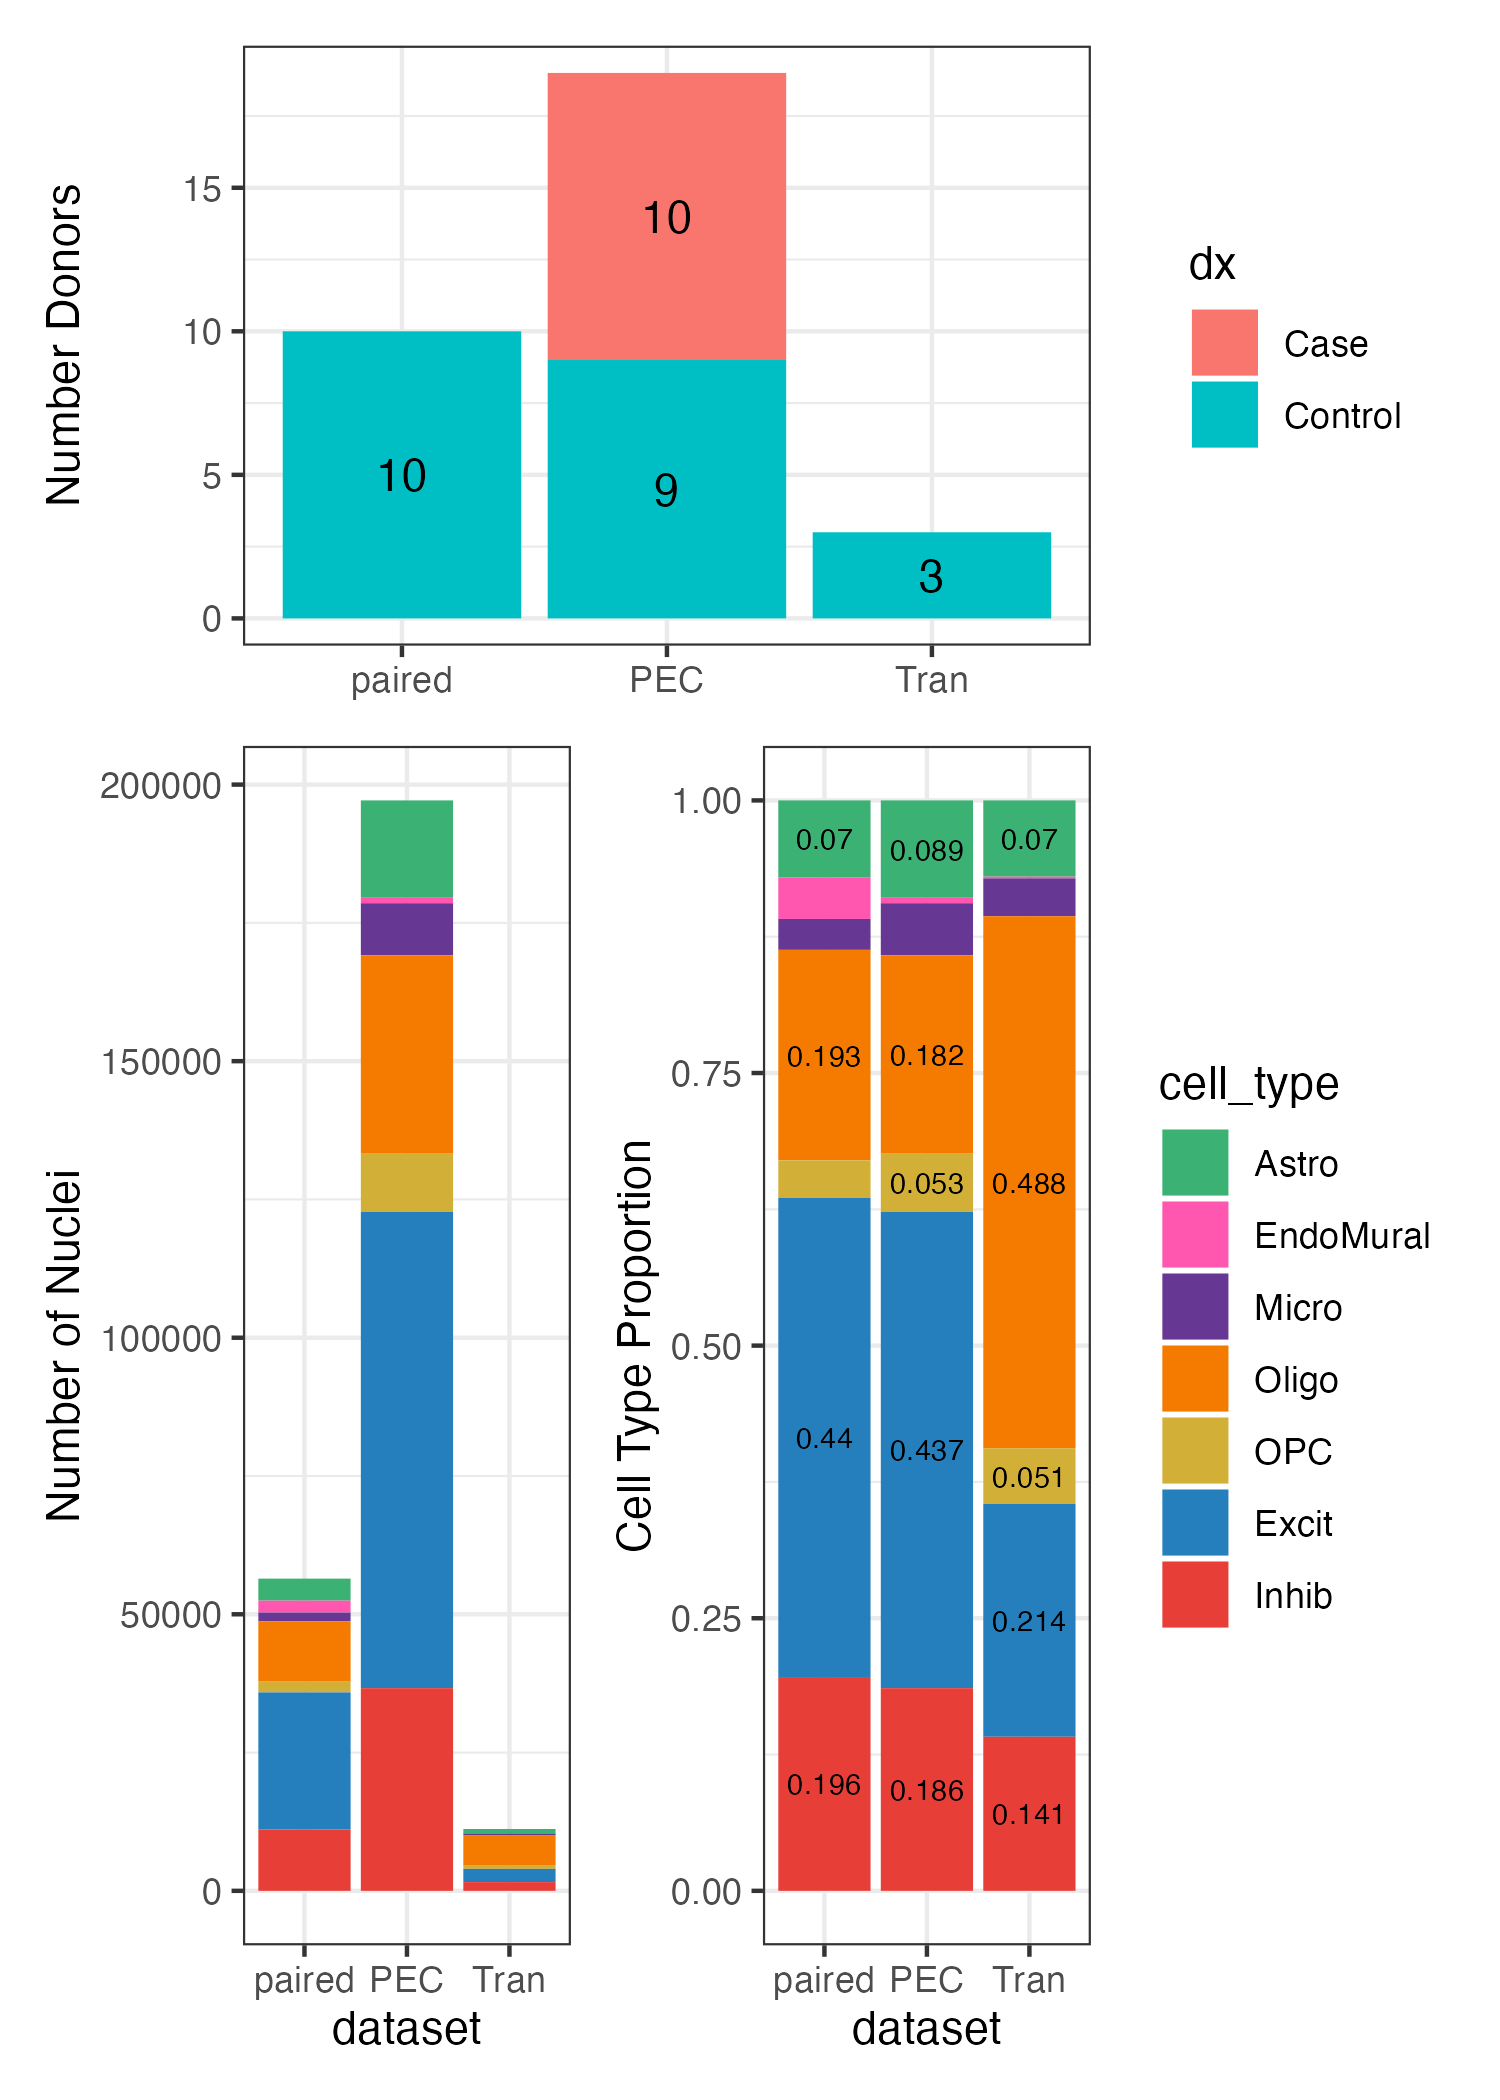 Number Donors
15
10
5
0
10
10
9
3
paired PEC Tran
dx
Case
Control
Number of Nuclei
200000
150000
100000
50000
0
paired PEC Tran
dataset
Cell Type Proportion
1.00
0.75
0.50
0.25
0.00
0.07 0.089 0.07
0.193 0.182
0.053 0.488
0.44 0.437 0.051
0.214
0.196 0.186 0.141
paired PEC Tran
dataset
cell_type
Astro
EndoMural
Micro
Oligo
OPC
Excit
Inhib